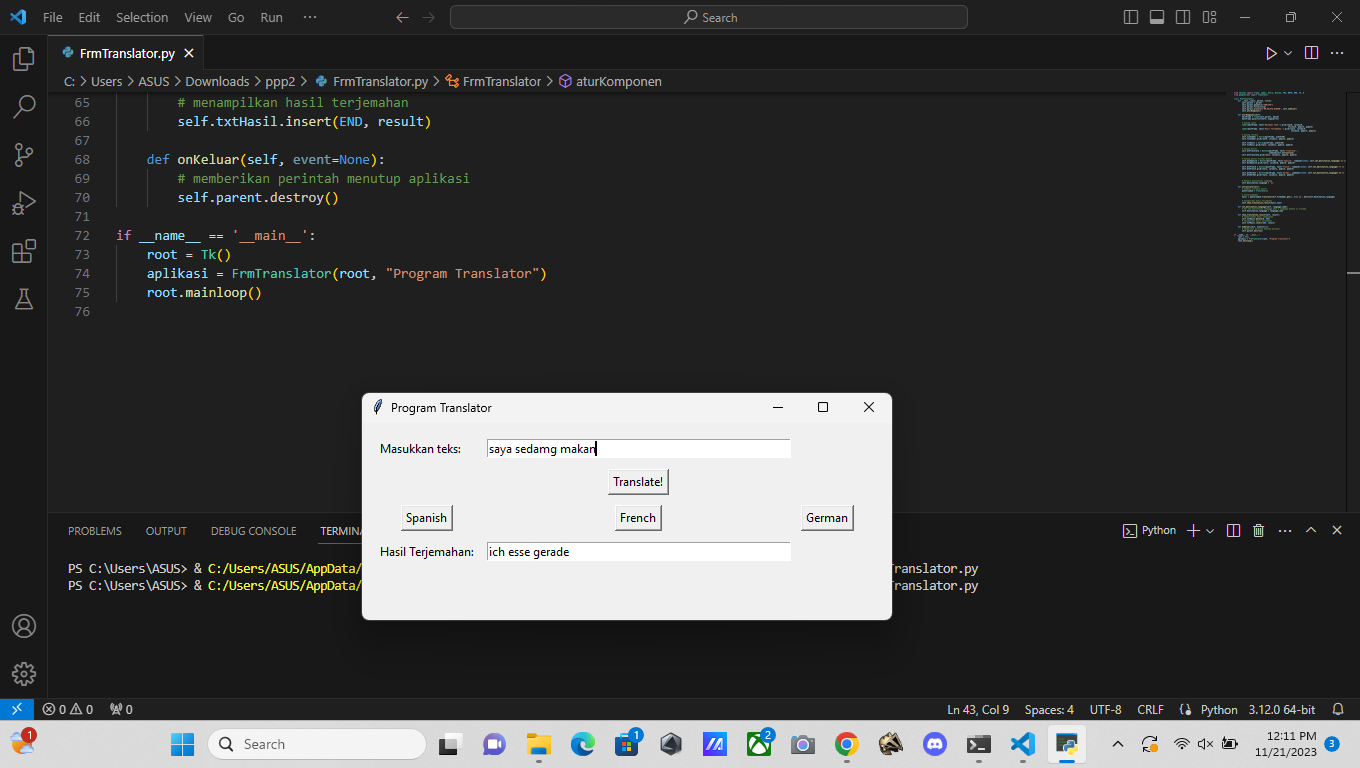 File Edit Selection View Go Run ··· Search
FrmTranslator.py
C: > Users > ASUS > Downloads > ppp2 > FrmTranslator.py > FrmTranslator > aturKomponen
65 # menampilkan hasil terjemahan
66 self.txtHasil.insert(END, result)
67
68 def onKeluar(self, event=None):
69 # memberikan perintah menutup aplikasi
70 self.parent.destroy()
71
72 if __name__ == '__main__':
73 root = Tk()
74 aplikasi = FrmTranslator(root, "Program Translator")
75 root.mainloop()
76
Program Translator
Masukkan teks: saya sedamg makan
Translate!
Spanish French German
Hasil Terjemahan: ich esse gerade
PROBLEMS OUTPUT DEBUG CONSOLE TERMINA Python
PS C:\Users\ASUS> & C:/Users/ASUS/AppData/ Translator.py
PS C:\Users\ASUS> & C:/Users/ASUS/AppData/ Translator.py
0 0 0 Ln 43, Col 9 Spaces: 4 UTF-8 CRLF Python 3.12.0 64-bit
1 Search 1 2 12:11 PM
11/21/2023 3